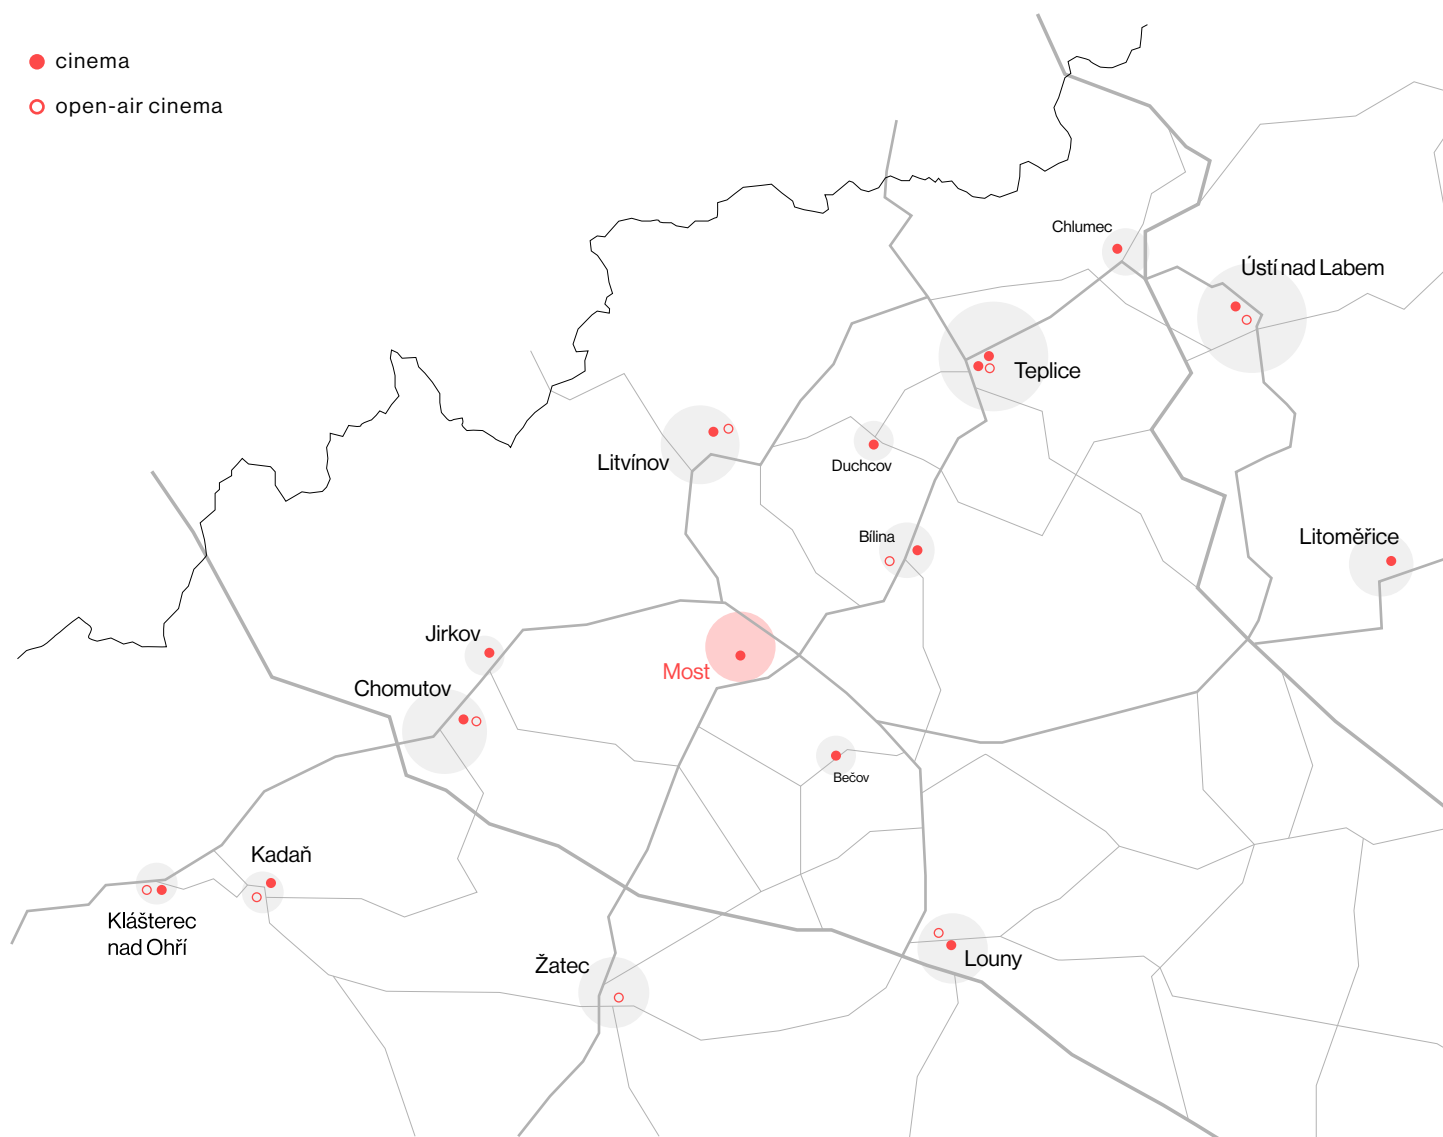 cinema
open-air cinema
Chlumec
Ústí nad Labem
Teplice
Litvínov
Duchcov
Bílina
Litoměřice
Jirkov
Most
Chomutov
Bečov
Kadaň
Klášterec
nad Ohří
Žatec
Louny